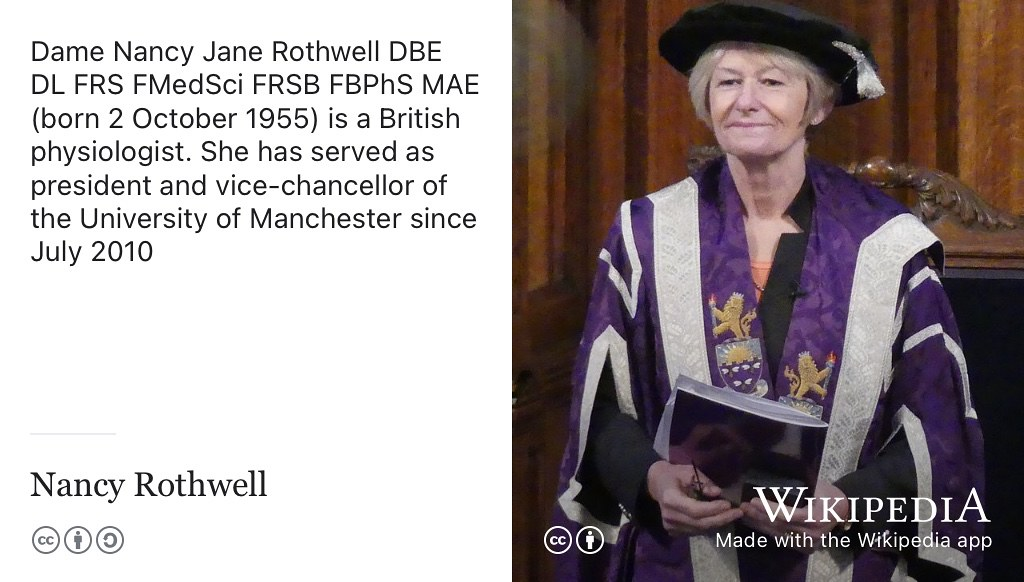 Dame Nancy Jane Rothwell DBE
DL FRS FMedSci FRSB FBPhS MAE
(born 2 October 1955) is a British
physiologist. She has served as
president and vice-chancellor of
the University of Manchester since
July 2010
Nancy Rothwell
cc
cc
WIKIPEDIA
Made with the Wikipedia app